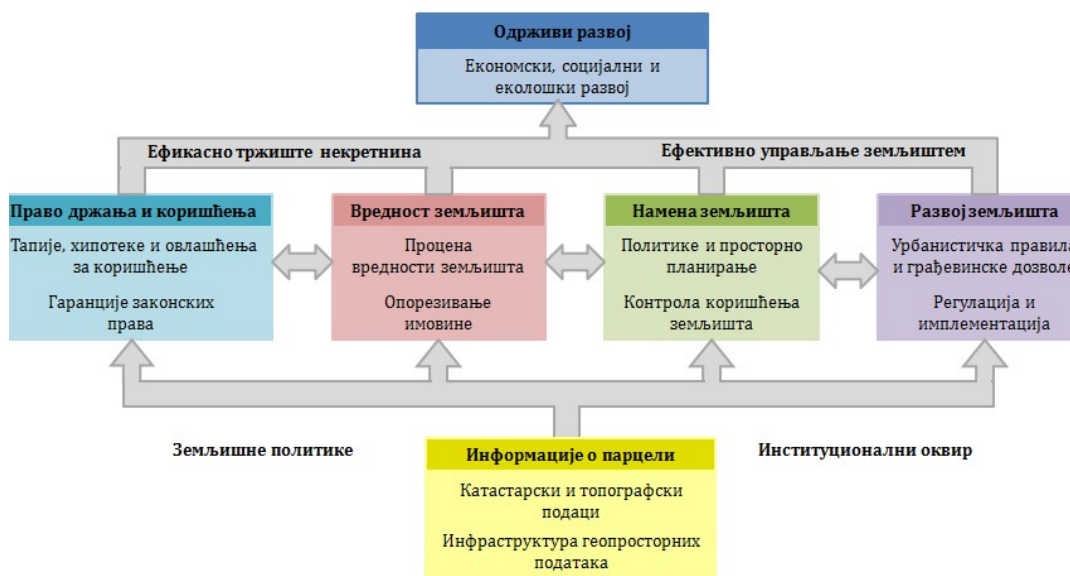 Одрживи развој
Економски, социјални и
еколошки развој
Ефикасно тржиште некретнина
Ефективно управљање земљиштем
Право држања и коришћења
Тапије, хипотеке и овлашћења
за коришћење
Гаранције законских
права
Вредност земљишта
Процена
вредности земљишта
Опорезивање
имовине
Намена земљишта
Политике и просторно
планирање
Контрола коришћења
земљишта
Развој земљишта
Урбанистичка правила
и грађевинске дозволе
Регулација и
имплементација
Земљишне политике
Институционални оквир
Информације о парцели
Катастарски и топографски
подаци
Инфраструктура геопросторних
података